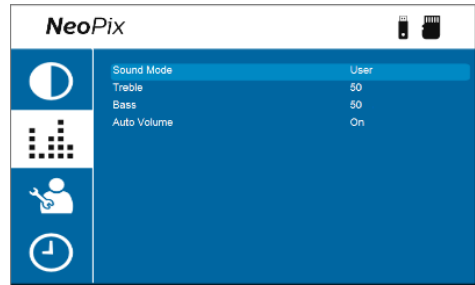 NeoPix
Sound Mode User
Treble 50
Bass 50
Auto Volume On